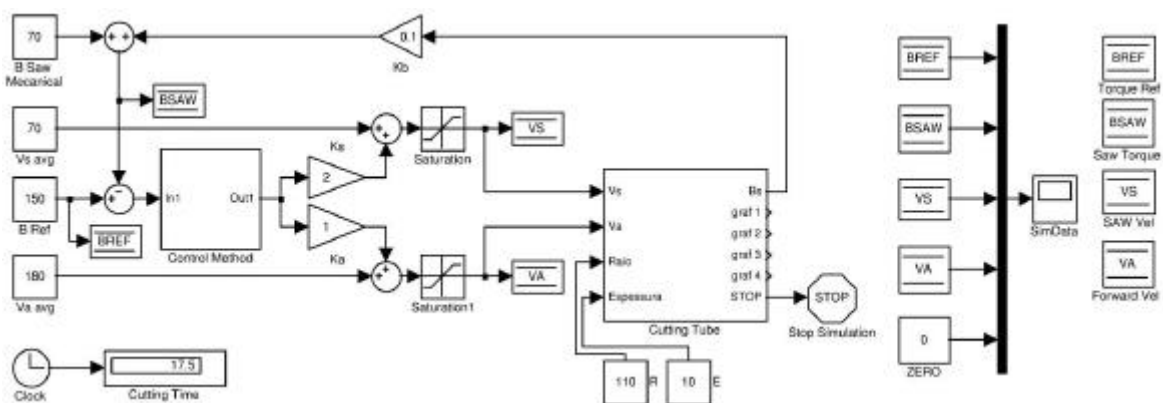 70
B Saw
Mecanical
+ +
0.1
Kb
BSAW
70
Vs avg
Ks
2
+
+
Saturation
VS
150
B Ref
BREF
−
In1
Out1
Control Method
1
Ka
180
Va avg
+
+
Saturation1
VA
Vs
Va
Raio
Espessura
Bs
graf 1
graf 2
graf 3
graf 4
STOP
Cutting Tube
STOP
Stop Simulation
110
R
10
E
Clock
17.5
Cutting Time
BREF
BSAW
VS
VA
0
ZERO
SimData
BREF
Torque Ref
BSAW
Saw Torque
VS
SAW Vel
VA
Forward Vel